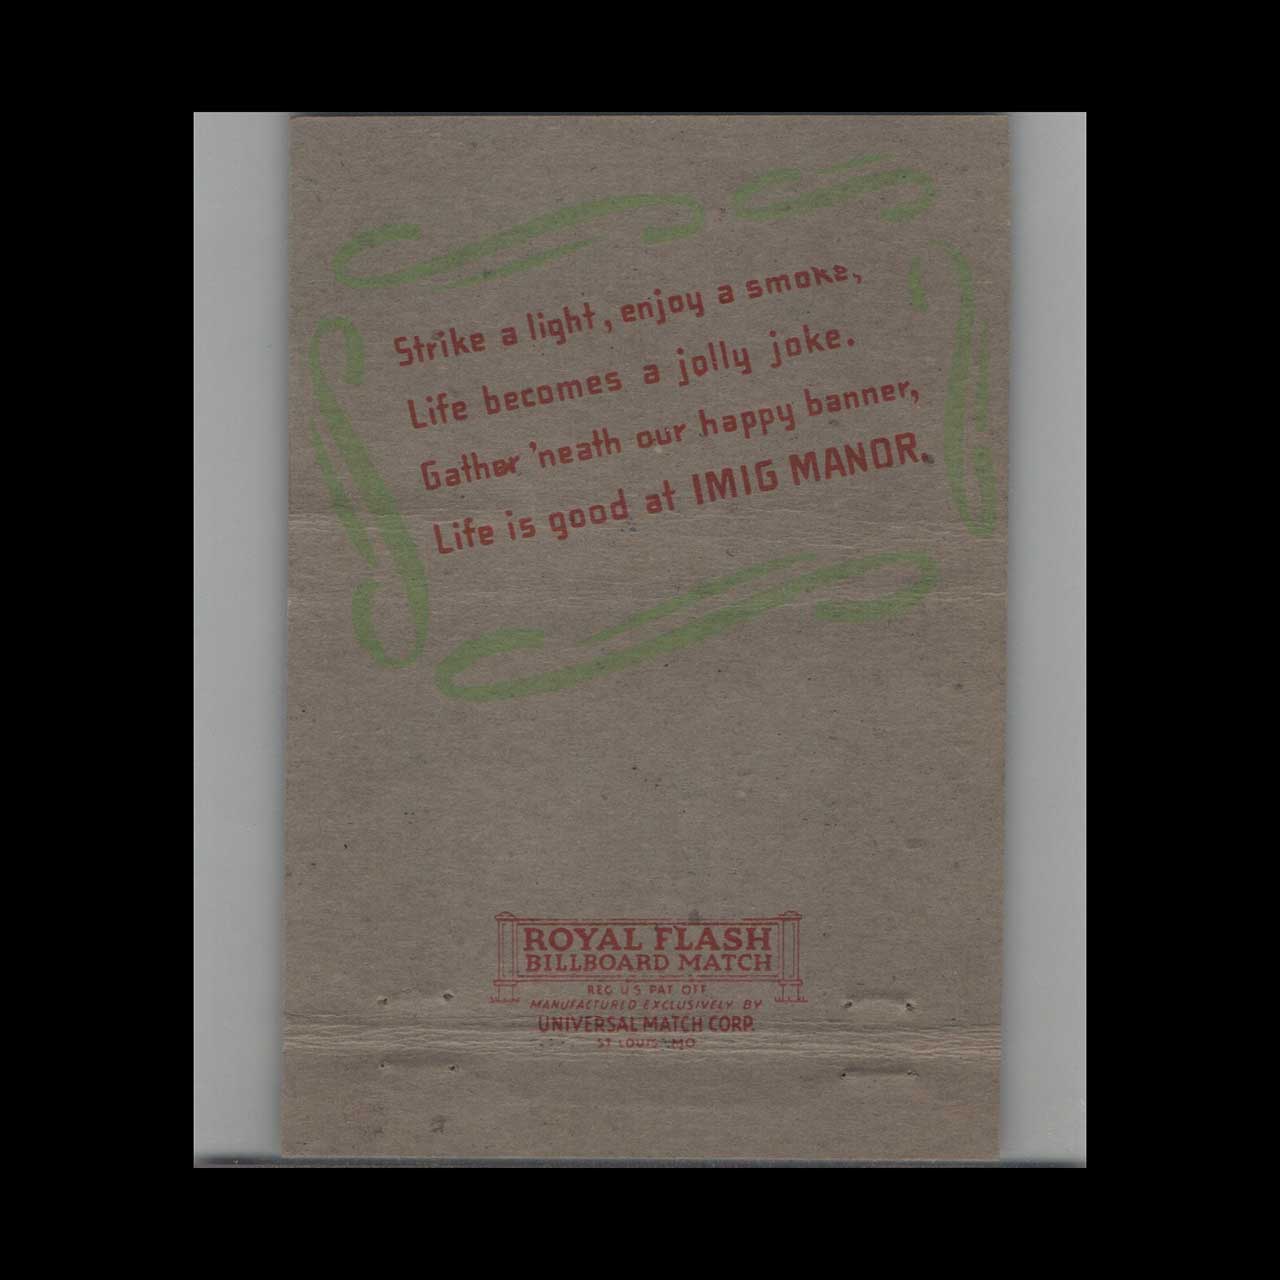 Strike a light, enjoy a smoke,
Life becomes a jolly joke.
Gather 'neath our happy banner,
Life is good at IMIG MANOR.
ROYAL FLASH
BILLBOARD MATCH
REG U S PAT OFF
MANUFACTURED EXCLUSIVELY BY
UNIVERSAL MATCH CORP.
ST LOUIS MO